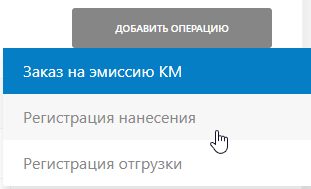 ДОБАВИТЬ ОПЕРАЦИЮ
Заказ на эмиссию КМ
Регистрация нанесения
Регистрация отгрузки